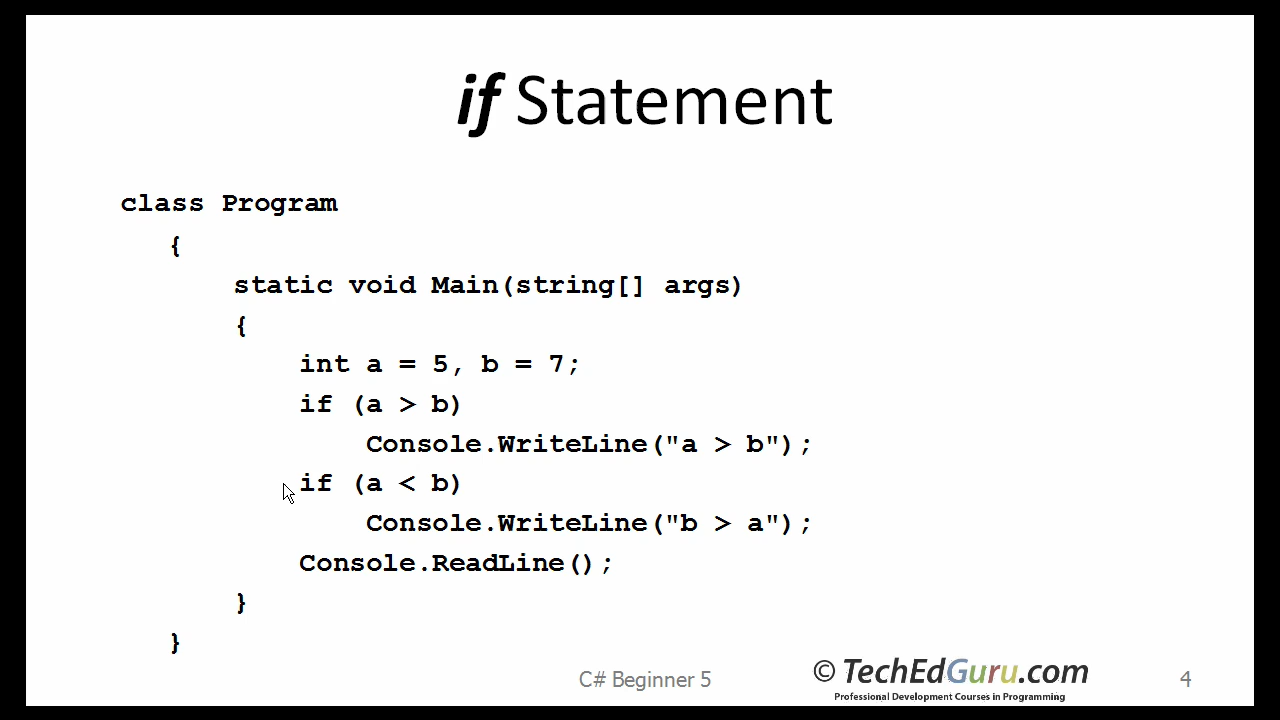 if Statement
class Program
{
static void Main(string[] args)
{
int a = 5, b = 7;
if (a > b)
Console.WriteLine("a > b");
if (a < b)
Console.WriteLine("b > a");
Console.ReadLine();
}
}
C# Beginner 5
© TechEdGuru.com
Professional Development Courses in Programming
4